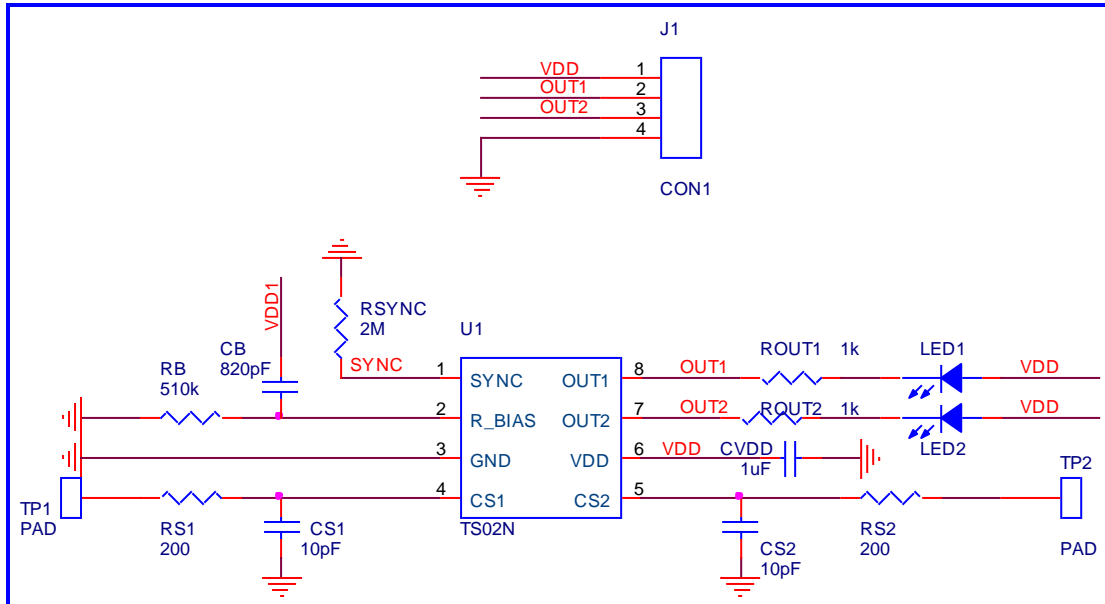 J1
VDD 1
OUT1 2
OUT2 3
4
CON1
VDD1
RSYNC
2M
U1
CB
820pF
RB
510k
SYNC 1 SYNC OUT1 8 OUT1 ROUT1 1k LED1 VDD
2 R_BIAS OUT2 7 OUT2 ROUT2 1k VDD
LED2
3 GND VDD 6 VDD CVDD
1uF
4 CS1 CS2 5
TP1
PAD
TP2
PAD
RS1
200
CS1
10pF
TS02N
CS2
10pF
RS2
200